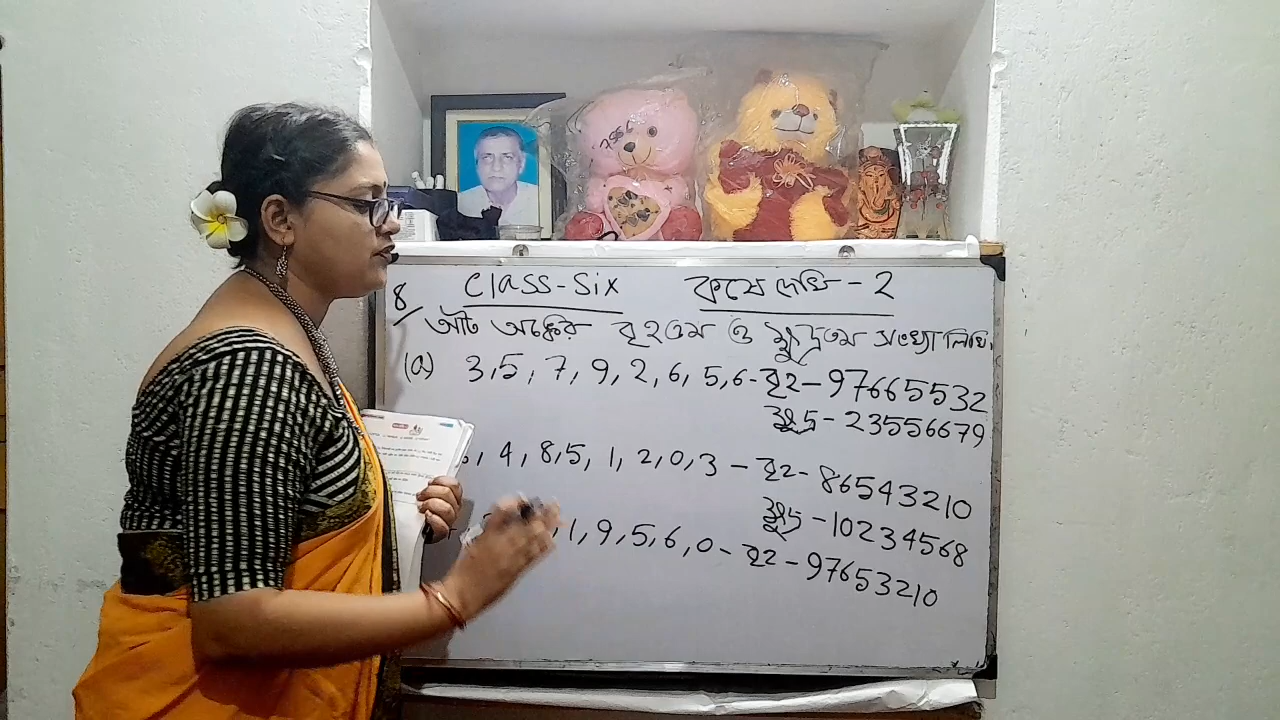 Class-Six কষে দেখি - 2
8/ আট অঙ্কের বৃহত্তম ও ক্ষুদ্রতম সংখ্যা লিখি,
(a) 3,5, 7, 9, 2, 6, 5,6 - বৃহ - 97665532
ক্ষুদ্র - 23556679
, 4, 8,5, 1, 2, 0, 3 - বৃহ - 86543210
ক্ষুদ্র - 10234568
, 1, 9, 5, 6, 0 - বৃহ - 97653210